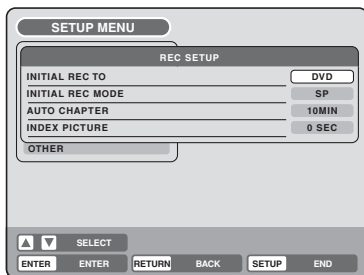 SETUP MENU
REC SETUP
INITIAL REC TO DVD
INITIAL REC MODE SP
AUTO CHAPTER 10MIN
INDEX PICTURE 0 SEC
OTHER
▲ ▼ SELECT
ENTER ENTER RETURN BACK SETUP END